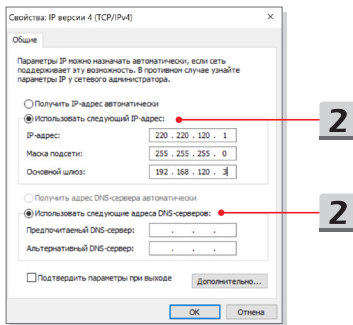 Свойства: IP версии 4 (TCP/IPv4)
Общие
Параметры IP можно назначать автоматически, если сеть
поддерживает эту возможность. В противном случае узнайте
параметры IP у сетевого администратора.
Получить IP-адрес автоматически
Использовать следующий IP-адрес:
2
IP-адрес: 220 . 220 . 120 . 1
Маска подсети: 255 . 255 . 255 . 0
Основной шлюз: 192 . 168 . 120 . 3
Получить адрес DNS-сервера автоматически
Использовать следующие адреса DNS-серверов:
2
Предпочитаемый DNS-сервер: . . .
Альтернативный DNS-сервер: . . .
Подтвердить параметры при выходе
Дополнительно...
ОК Отмена